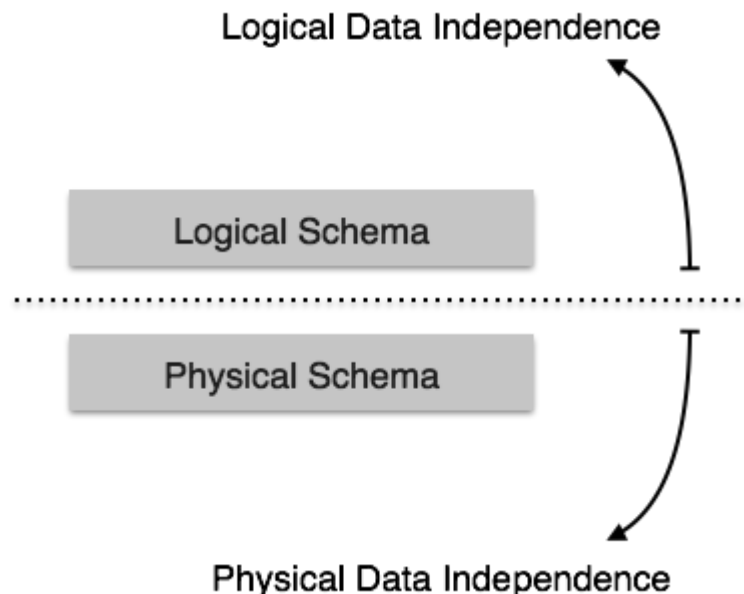 Logical Data Independence
Logical Schema
Physical Schema
Physical Data Independence